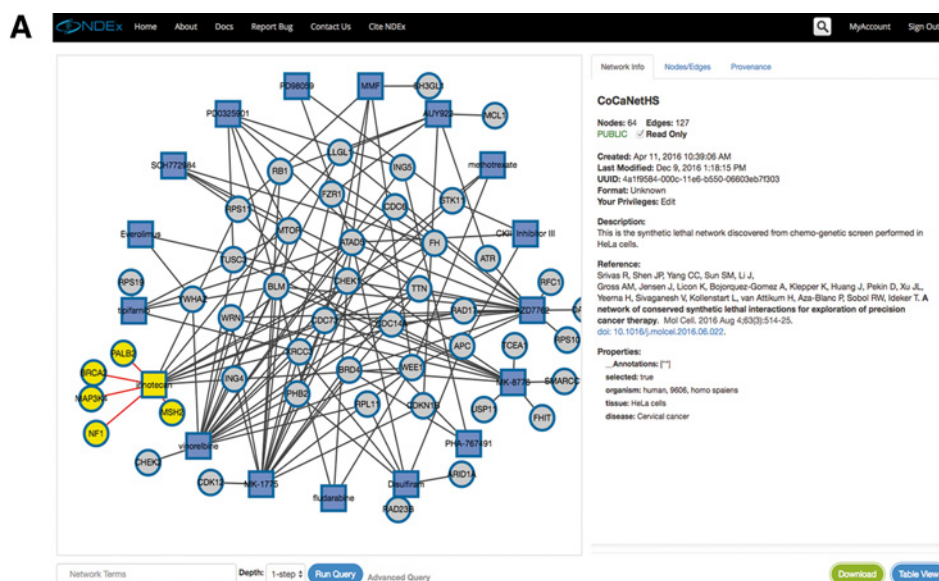 A
NDEx Home About Docs Report Bug Contact Us Cite NDEx MyAccount Sign Out
PD98059
MMF
SH3GL1
PD0325901
AUY922
MCL1
SCH772984
RB1
LLGL1
ING5
methotrexate
FZR1
CDC6
STK11
RPS11
MTOR
Everolimus
ATAD5
FH
CKII Inhibitor III
TUSC3
ATR
RPS19
BLM
CHEK1
TTN
RFC1
YWHAZ
tipifarnib
WRN
CDC73
CDC14A
RAD17
AZD7762
RPS10
PALB2
XRCC3
APC
TCEA1
BRCA2
irinotecan
ING4
BRD4
WEE1
MK-8776
SMARCC
MAP3K4
PHB2
MSH2
RPL11
CDKN1B
USP11
FHIT
NF1
vinorelbine
PHA-767491
CHEK2
CDK12
MK-1775
fludarabine
Disulfiram
ARID1A
RAD23B
Network Info Nodes/Edges Provenance
CoCaNetHS
Nodes: 64 Edges: 127
PUBLIC Read Only
Created: Apr 11, 2016 10:39:06 AM
Last Modified: Dec 9, 2016 1:18:15 PM
UUID: 4a1f9584-000c-11e6-b550-06603eb7f303
Format: Unknown
Your Privileges: Edit
Description:
This is the synthetic lethal network discovered from chemo-genetic screen performed in
HeLa cells.
Reference:
Srivas R, Shen JP, Yang CC, Sun SM, Li J,
Gross AM, Jensen J, Licon K, Bojorquez-Gomez A, Klepper K, Huang J, Pekin D, Xu JL,
Yeerna H, Sivaganesh V, Kollenstart L, van Attikum H, Aza-Blanc P, Sobol RW, Ideker T. A
network of conserved synthetic lethal interactions for exploration of precision
cancer therapy. Mol Cell. 2016 Aug 4;63(3):514-25.
doi: 10.1016/j.molcel.2016.06.022.
Properties:
__Annotations: [""]
selected: true
organism: human, 9606, homo spaiens
tissue: HeLa cells
disease: Cervical cancer
Network Terms Depth: 1-step Run Query Advanced Query Download Table View